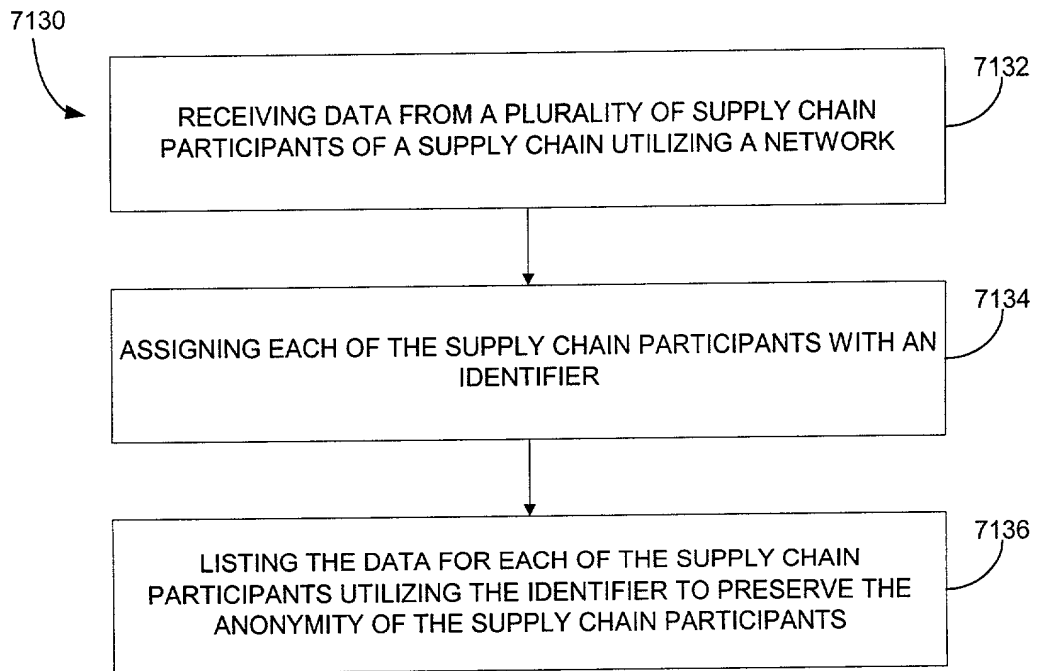 7130
7132
RECEIVING DATA FROM A PLURALITY OF SUPPLY CHAIN
PARTICIPANTS OF A SUPPLY CHAIN UTILIZING A NETWORK
7134
ASSIGNING EACH OF THE SUPPLY CHAIN PARTICIPANTS WITH AN
IDENTIFIER
7136
LISTING THE DATA FOR EACH OF THE SUPPLY CHAIN
PARTICIPANTS UTILIZING THE IDENTIFIER TO PRESERVE THE
ANONYMITY OF THE SUPPLY CHAIN PARTICIPANTS